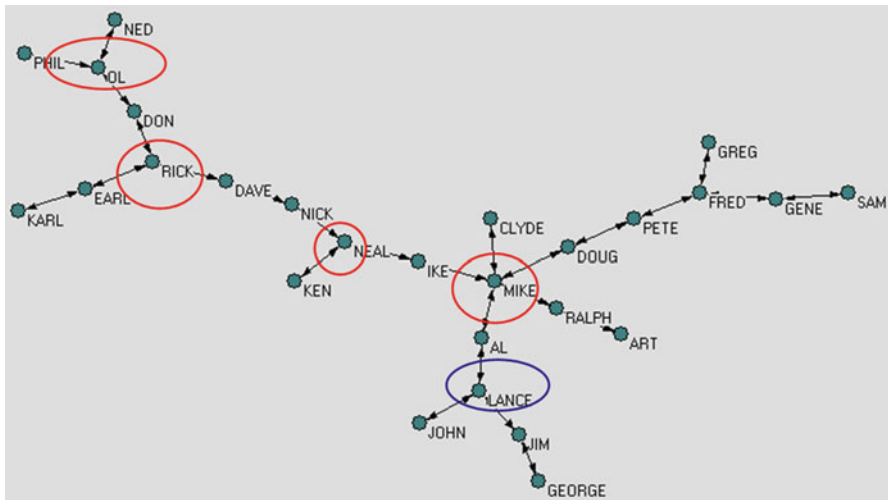 NED
PHIL
OL
DON
GREG
RICK
EARL
DAVE
FRED
GENE
SAM
KARL
NICK
CLYDE
PETE
NEAL
DOUG
IKE
KEN
MIKE
RALPH
ART
AL
LANCE
JOHN
JIM
GEORGE